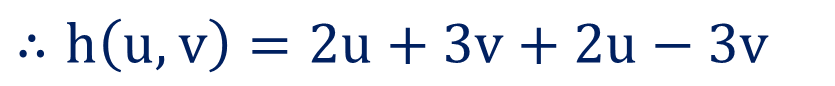 ∴ h(u, v) = 2u + 3v + 2u − 3v